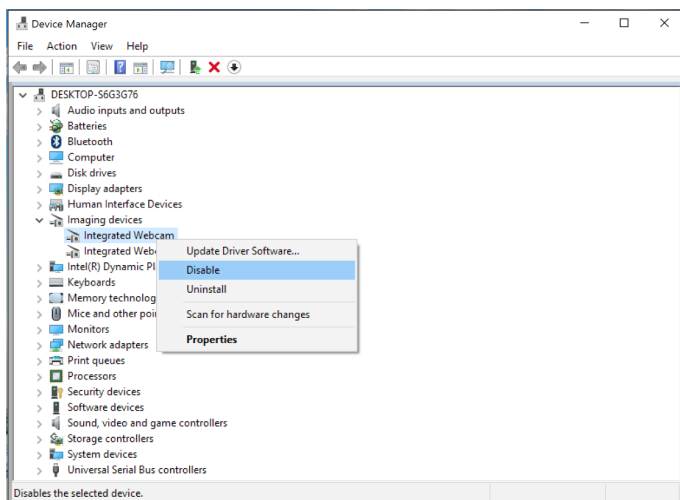 Device Manager
File Action View Help
DESKTOP-S6G3G76
Audio inputs and outputs
Batteries
Bluetooth
Computer
Disk drives
Display adapters
Human Interface Devices
Imaging devices
Integrated Webcam
Integrated Web
Update Driver Software...
Disable
Uninstall
Scan for hardware changes
Properties
Intel(R) Dynamic Pl
Keyboards
Memory technolog
Mice and other poi
Monitors
Network adapters
Print queues
Processors
Security devices
Software devices
Sound, video and game controllers
Storage controllers
System devices
Universal Serial Bus controllers
Disables the selected device.